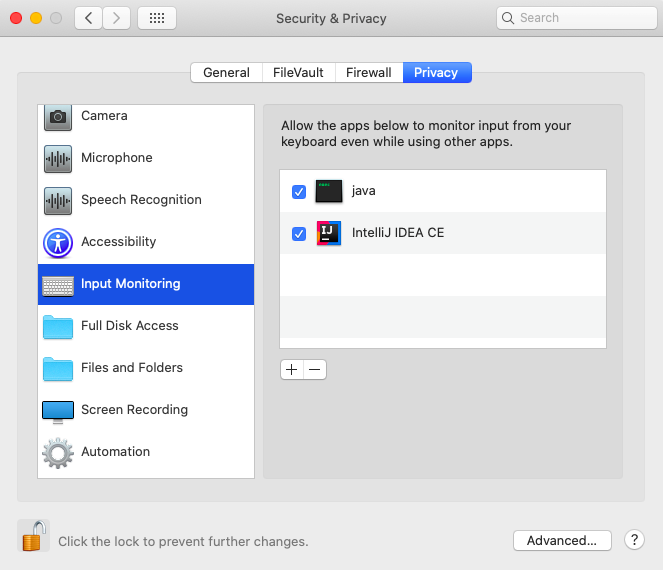 Security & Privacy
Search
General
FileVault
Firewall
Privacy
Camera
Microphone
Speech Recognition
Accessibility
Input Monitoring
Full Disk Access
Files and Folders
Screen Recording
Automation
Allow the apps below to monitor input from your
keyboard even while using other apps.
java
IJ
IntelliJ IDEA CE
Click the lock to prevent further changes.
Advanced...
?